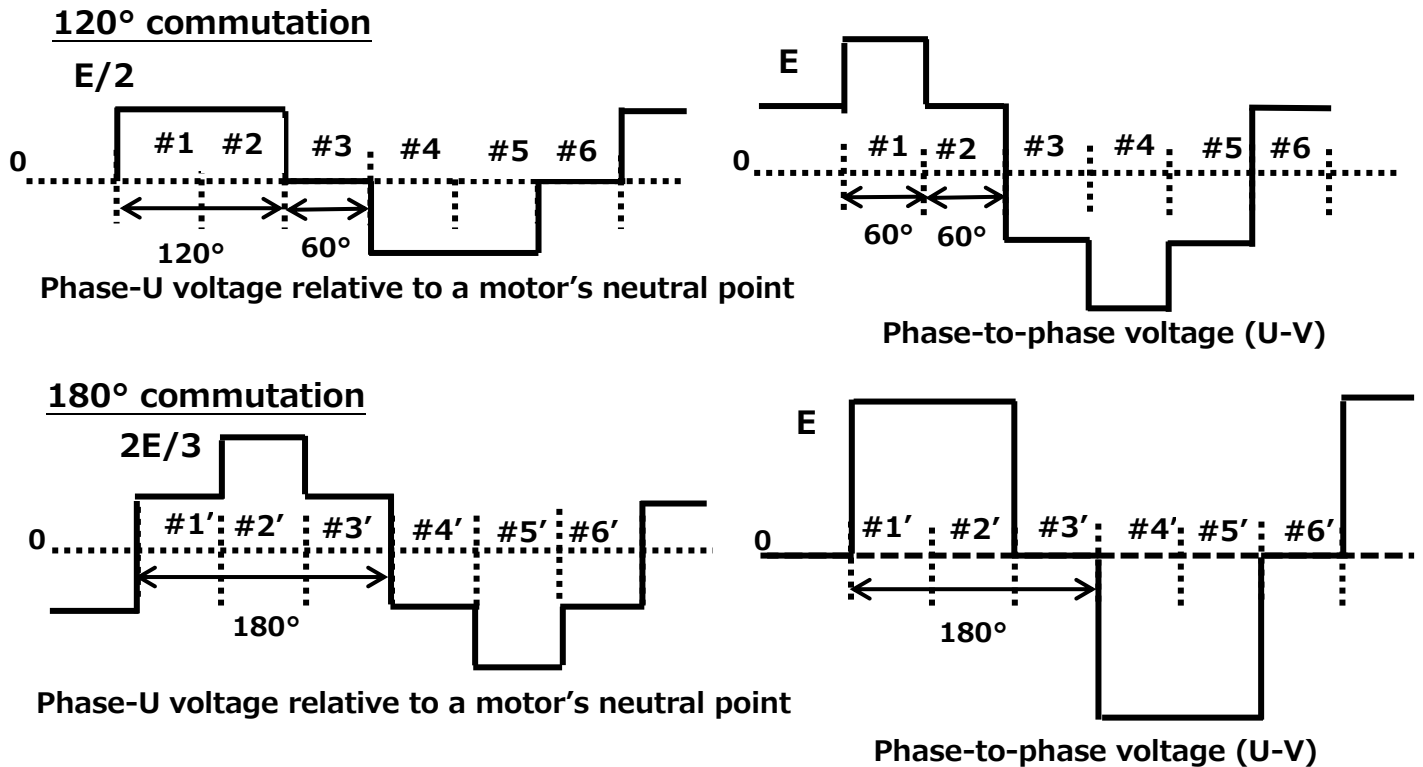 120° commutation
E/2
0
#1 #2 #3 #4 #5 #6
120° 60°
Phase-U voltage relative to a motor’s neutral point
E
0
#1 #2 #3 #4 #5 #6
60° 60°
Phase-to-phase voltage (U-V)
180° commutation
2E/3
0
#1’ #2’ #3’ #4’ #5’ #6’
180°
Phase-U voltage relative to a motor’s neutral point
E
0
#1’ #2’ #3’ #4’ #5’ #6’
180°
Phase-to-phase voltage (U-V)